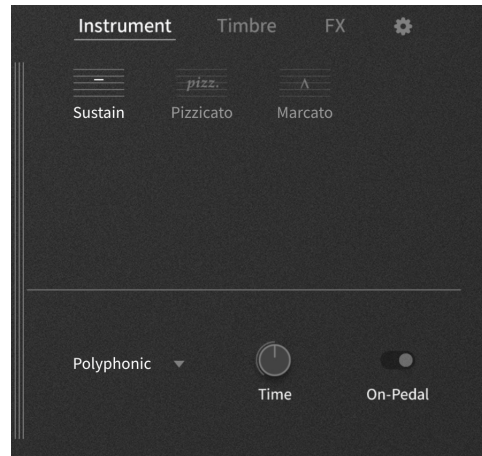 Instrument Timbre FX
pizz.
Sustain Pizzicato Marcato
Polyphonic
Time On-Pedal